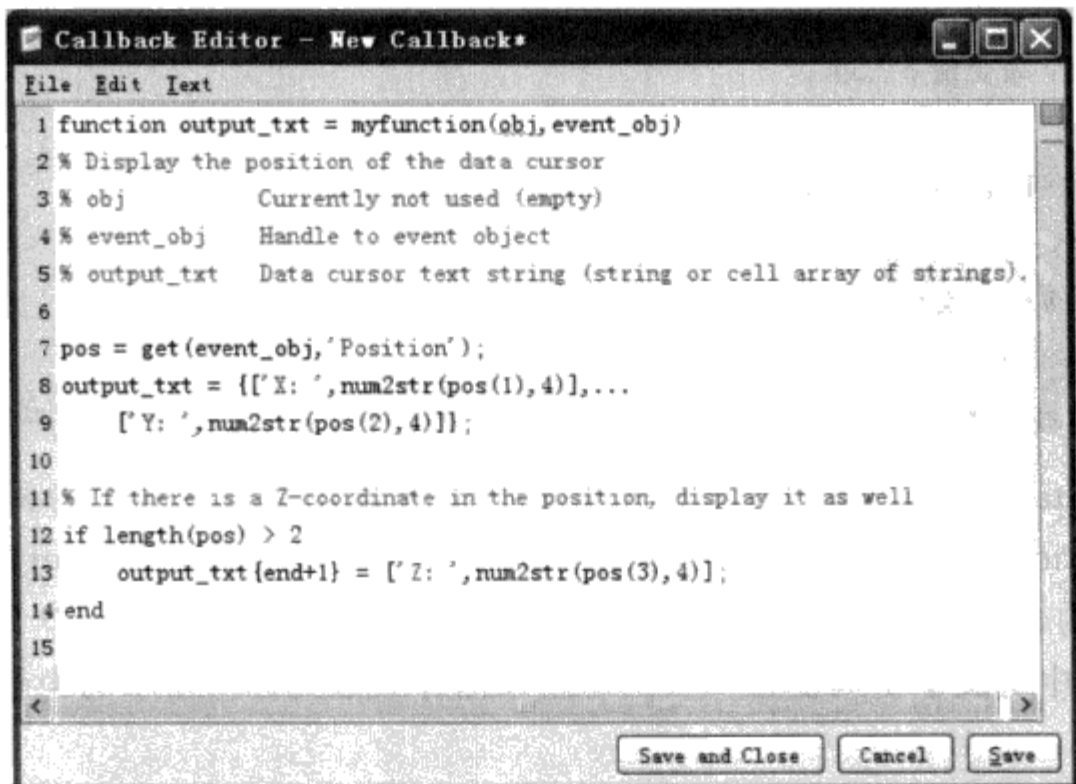 Callback Editor - New Callback*
File Edit Text
1 function output_txt = myfunction(obj,event_obj)
2 % Display the position of the data cursor
3 % obj          Currently not used (empty)
4 % event_obj    Handle to event object
5 % output_txt   Data cursor text string (string or cell array of strings).
6
7 pos = get(event_obj,'Position');
8 output_txt = {['X: ',num2str(pos(1),4)],...
9     ['Y: ',num2str(pos(2),4)]};
10
11 % If there is a Z-coordinate in the position, display it as well
12 if length(pos) > 2
13     output_txt{end+1} = ['Z: ',num2str(pos(3),4)];
14 end
15
Save and Close Cancel Save